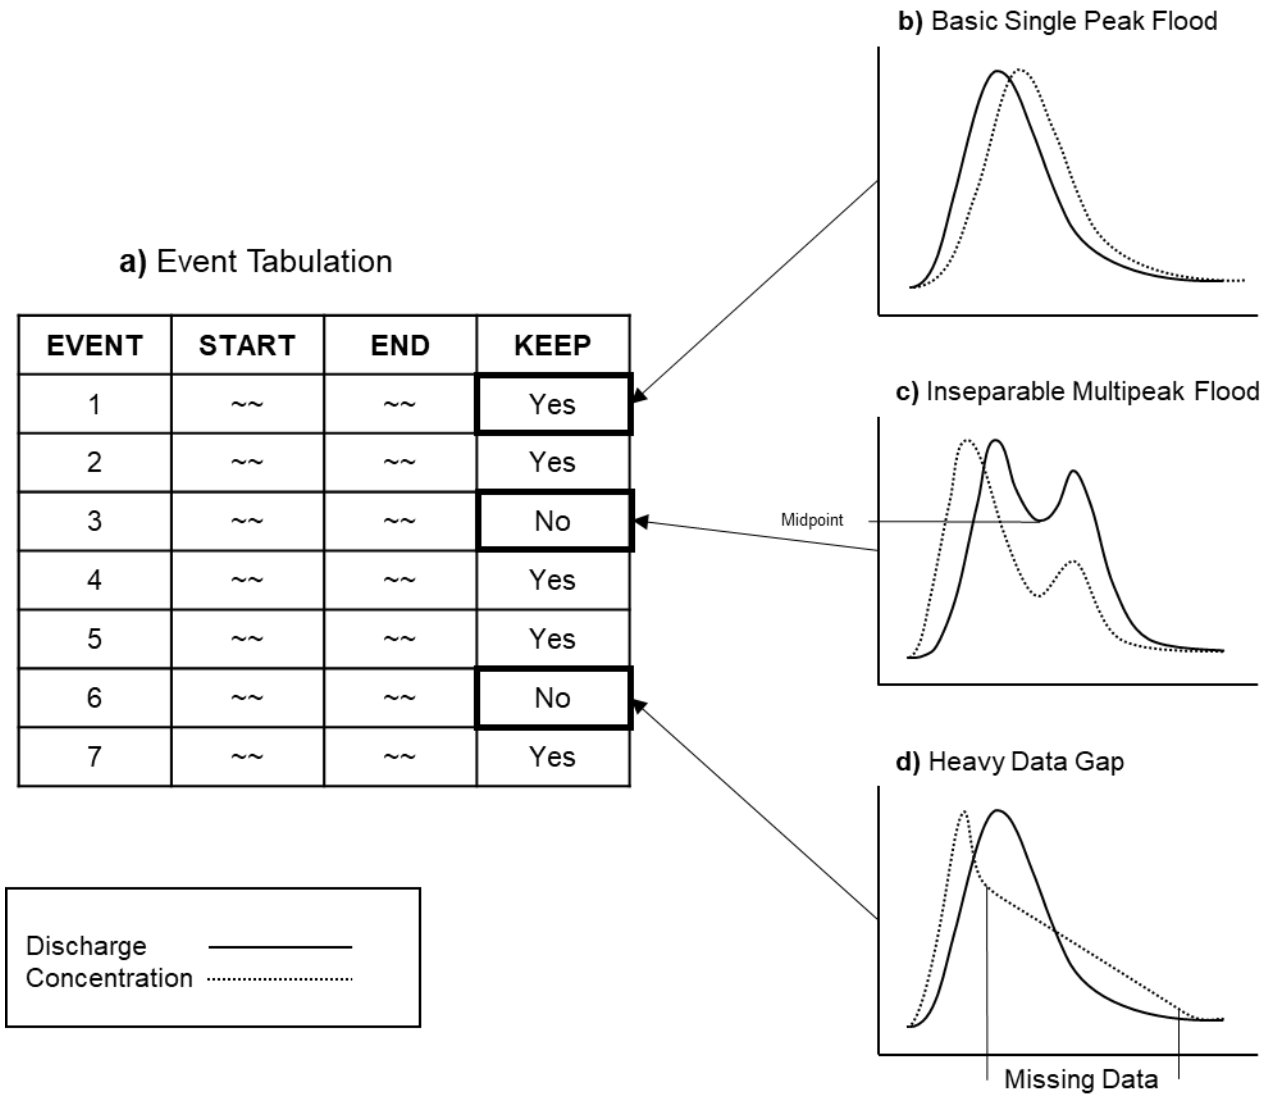 a) Event Tabulation
EVENT START END KEEP
1 ~~ ~~ Yes
2 ~~ ~~ Yes
3 ~~ ~~ No
4 ~~ ~~ Yes
5 ~~ ~~ Yes
6 ~~ ~~ No
7 ~~ ~~ Yes
Discharge
Concentration
b) Basic Single Peak Flood
c) Inseparable Multipeak Flood
Midpoint
d) Heavy Data Gap
Missing Data